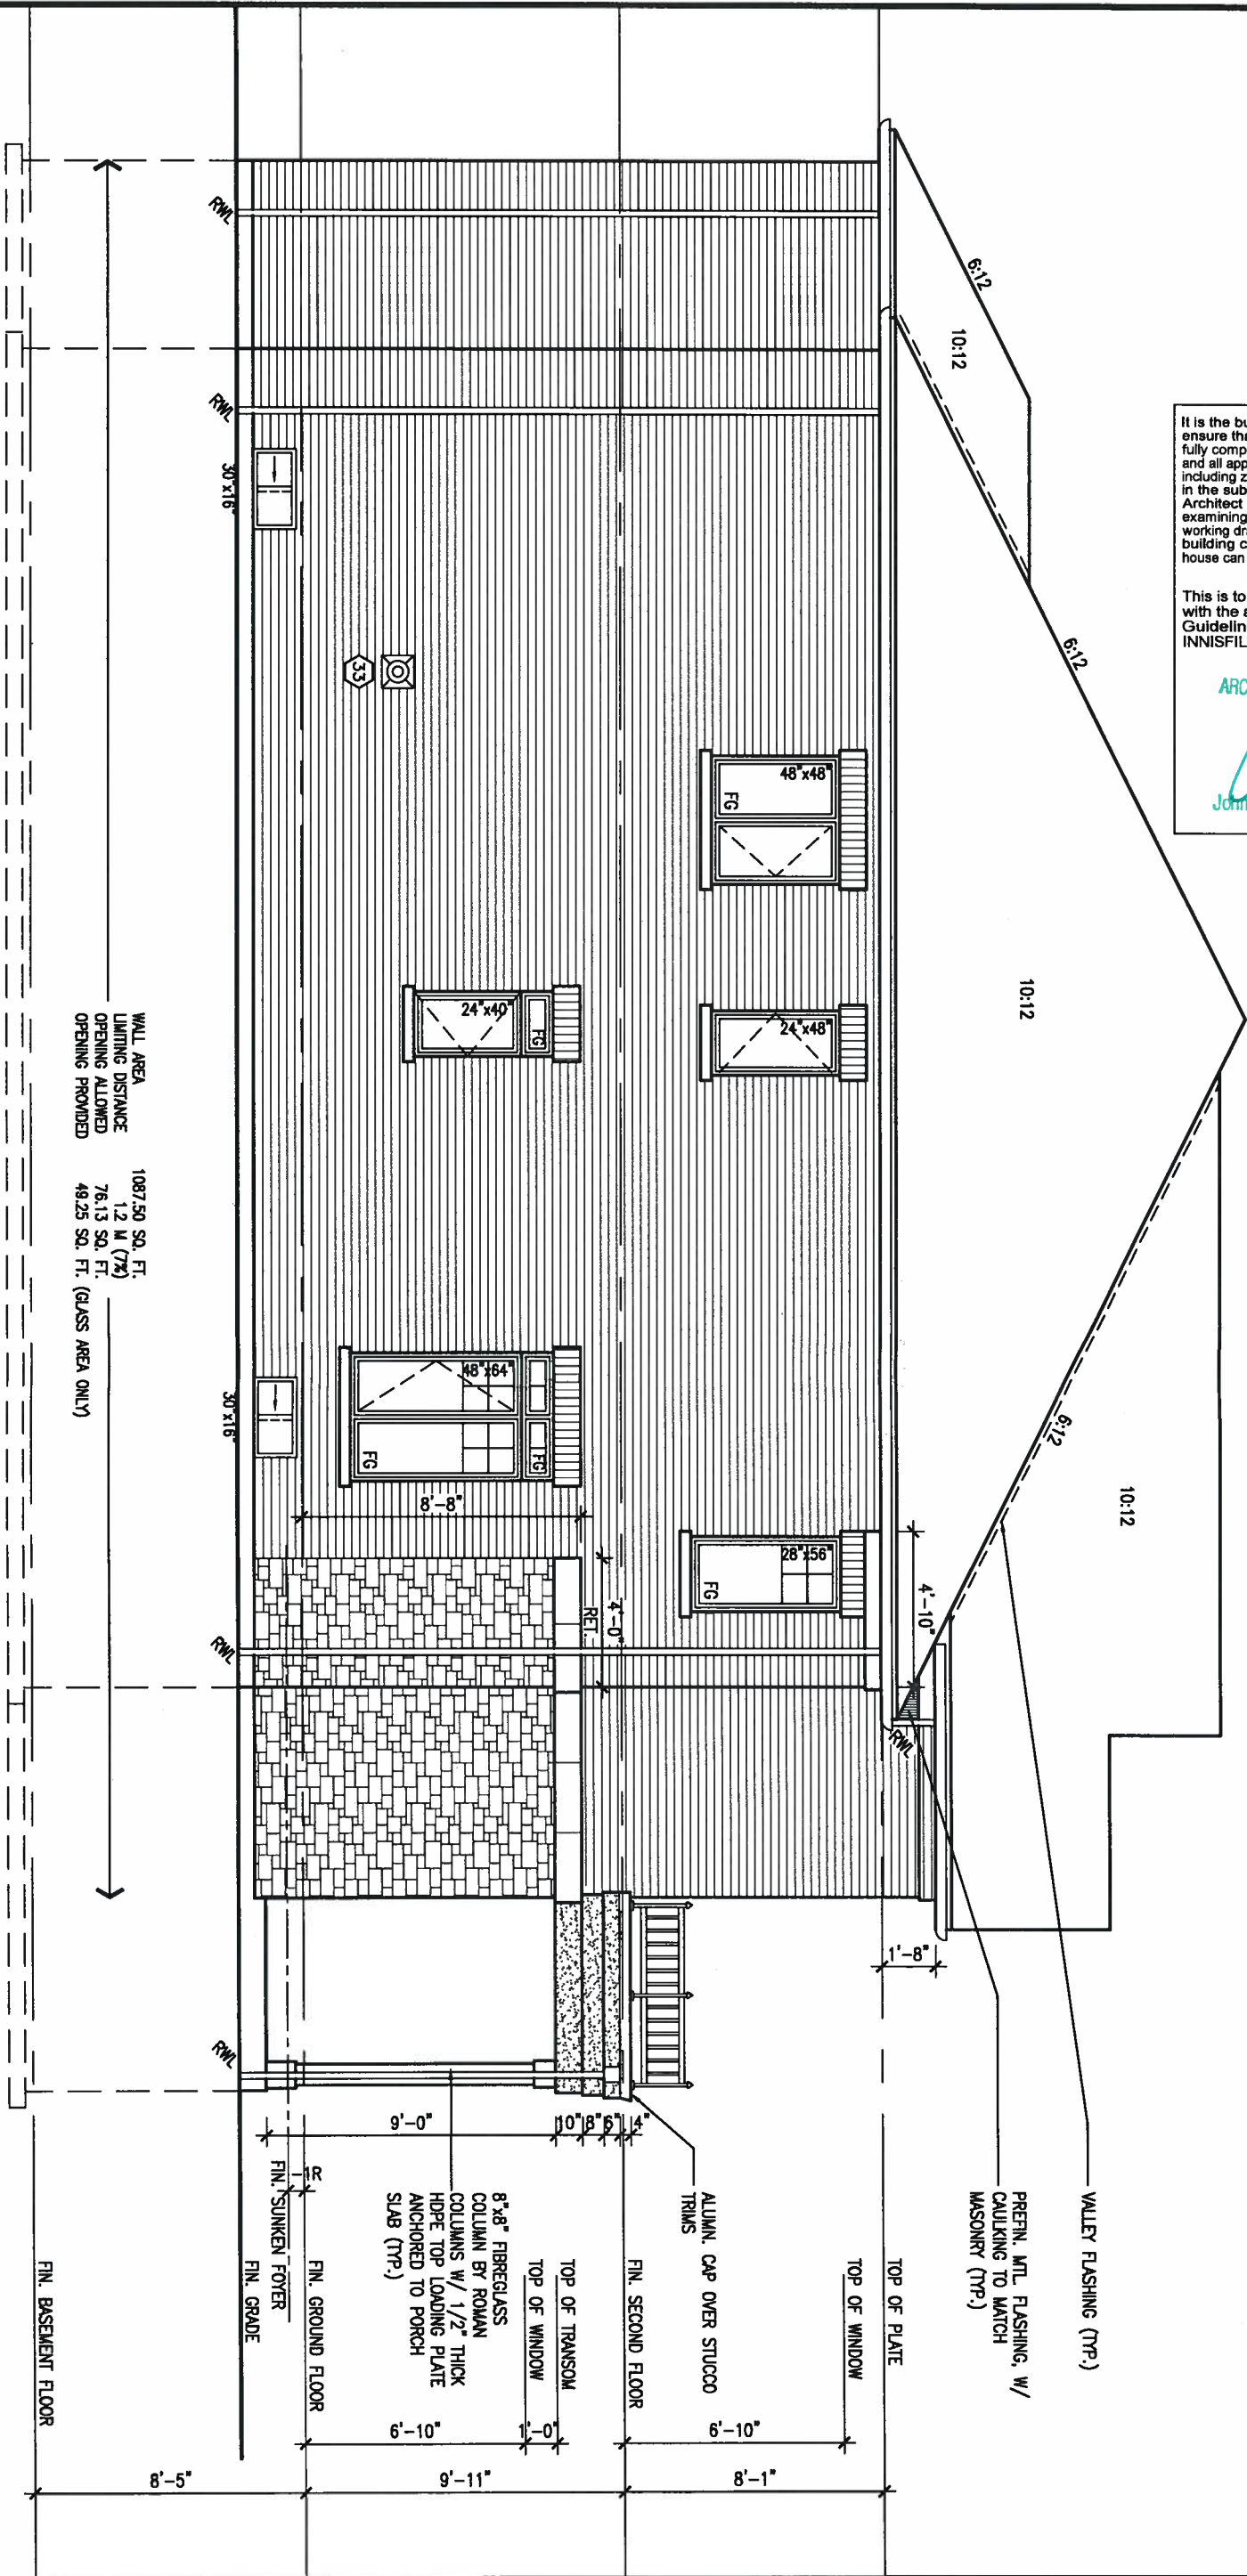 It is the bu
ensure tha
fully comp
and all app
including z
in the sub
Architect
examining
working dr
building c
house can
This is to
with the a
Guidelin
INNISFIL
ARC
John
6:12
10:12
6:12
10:12
6:12
10:12
VALLEY FLASHING (TYP.)
PREFIN. MTL. FLASHING, W/
CAULKING TO MATCH
MASONRY (TYP.)
4'-10"
1'-8"
RWL
TOP OF PLATE
TOP OF WINDOW
48"x48"
FG
24"x48"
28"x56"
FG
ALUMN. CAP OVER STUCCO
TRIMS
FIN. SECOND FLOOR
TOP OF TRANSOM
TOP OF WINDOW
24"x40"
FG
48"x64"
FG
FG
8'-8"
4'-0"
RET.
33
8"x8" FIBREGLASS
COLUMN BY ROMAN
COLUMNS W/ 1/2" THICK
HDPE TOP LOADING PLATE
ANCHORED TO PORCH
SLAB (TYP.)
4"
6"
8"
10"
9'-0"
-1R
FIN. GROUND FLOOR
FIN. SUNKEN FOYER
FIN. GRADE
FIN. BASEMENT FLOOR
8'-1"
6'-10"
9'-11"
1'-0"
6'-10"
8'-5"
RWL
RWL
30"x16"
30"x16"
RWL
RWL
WALL AREA 1087.50 SQ. FT.
LIMITING DISTANCE 1.2 M (7%)
OPENING ALLOWED 76.13 SQ. FT.
OPENING PROVIDED 49.25 SQ. FT. (GLASS AREA ONLY)